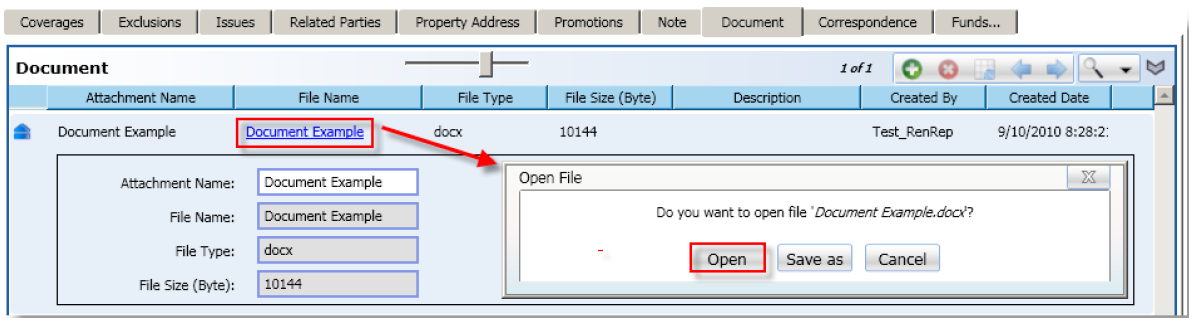 Coverages Exclusions Issues Related Parties Property Address Promotions Note Document Correspondence Funds...
Document 1 of 1
Attachment Name File Name File Type File Size (Byte) Description Created By Created Date
Document Example Document Example docx 10144 Test_RenRep 9/10/2010 8:28:2:
Attachment Name: Document Example
File Name: Document Example
File Type: docx
File Size (Byte): 10144
Open File
Do you want to open file 'Document Example.docx'?
Open Save as Cancel